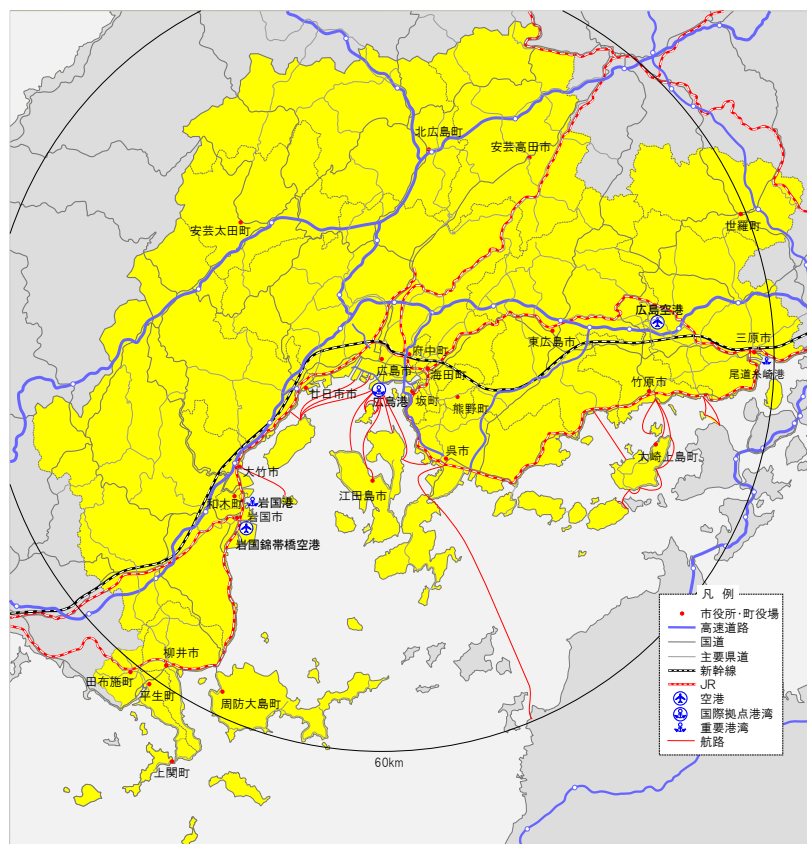 北広島町
安芸高田市
安芸太田町
世羅町
広島空港
東広島市
三原市
府中町
広島市
海田町
尾道糸崎港
廿日市市
広島港
坂町
熊野町
竹原市
呉市
大崎上島町
大竹市
江田島市
和木町
岩国港
岩国市
岩国錦帯橋空港
柳井市
田布施町
平生町
周防大島町
上関町
60km
凡 例
市役所・町役場
高速道路
国道
主要県道
新幹線
JR
空港
国際拠点港湾
重要港湾
航路